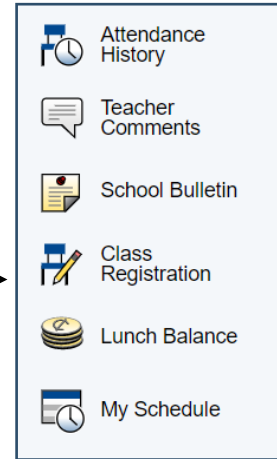 Attendance
History
Teacher
Comments
School Bulletin
Class
Registration
¢
Lunch Balance
My Schedule